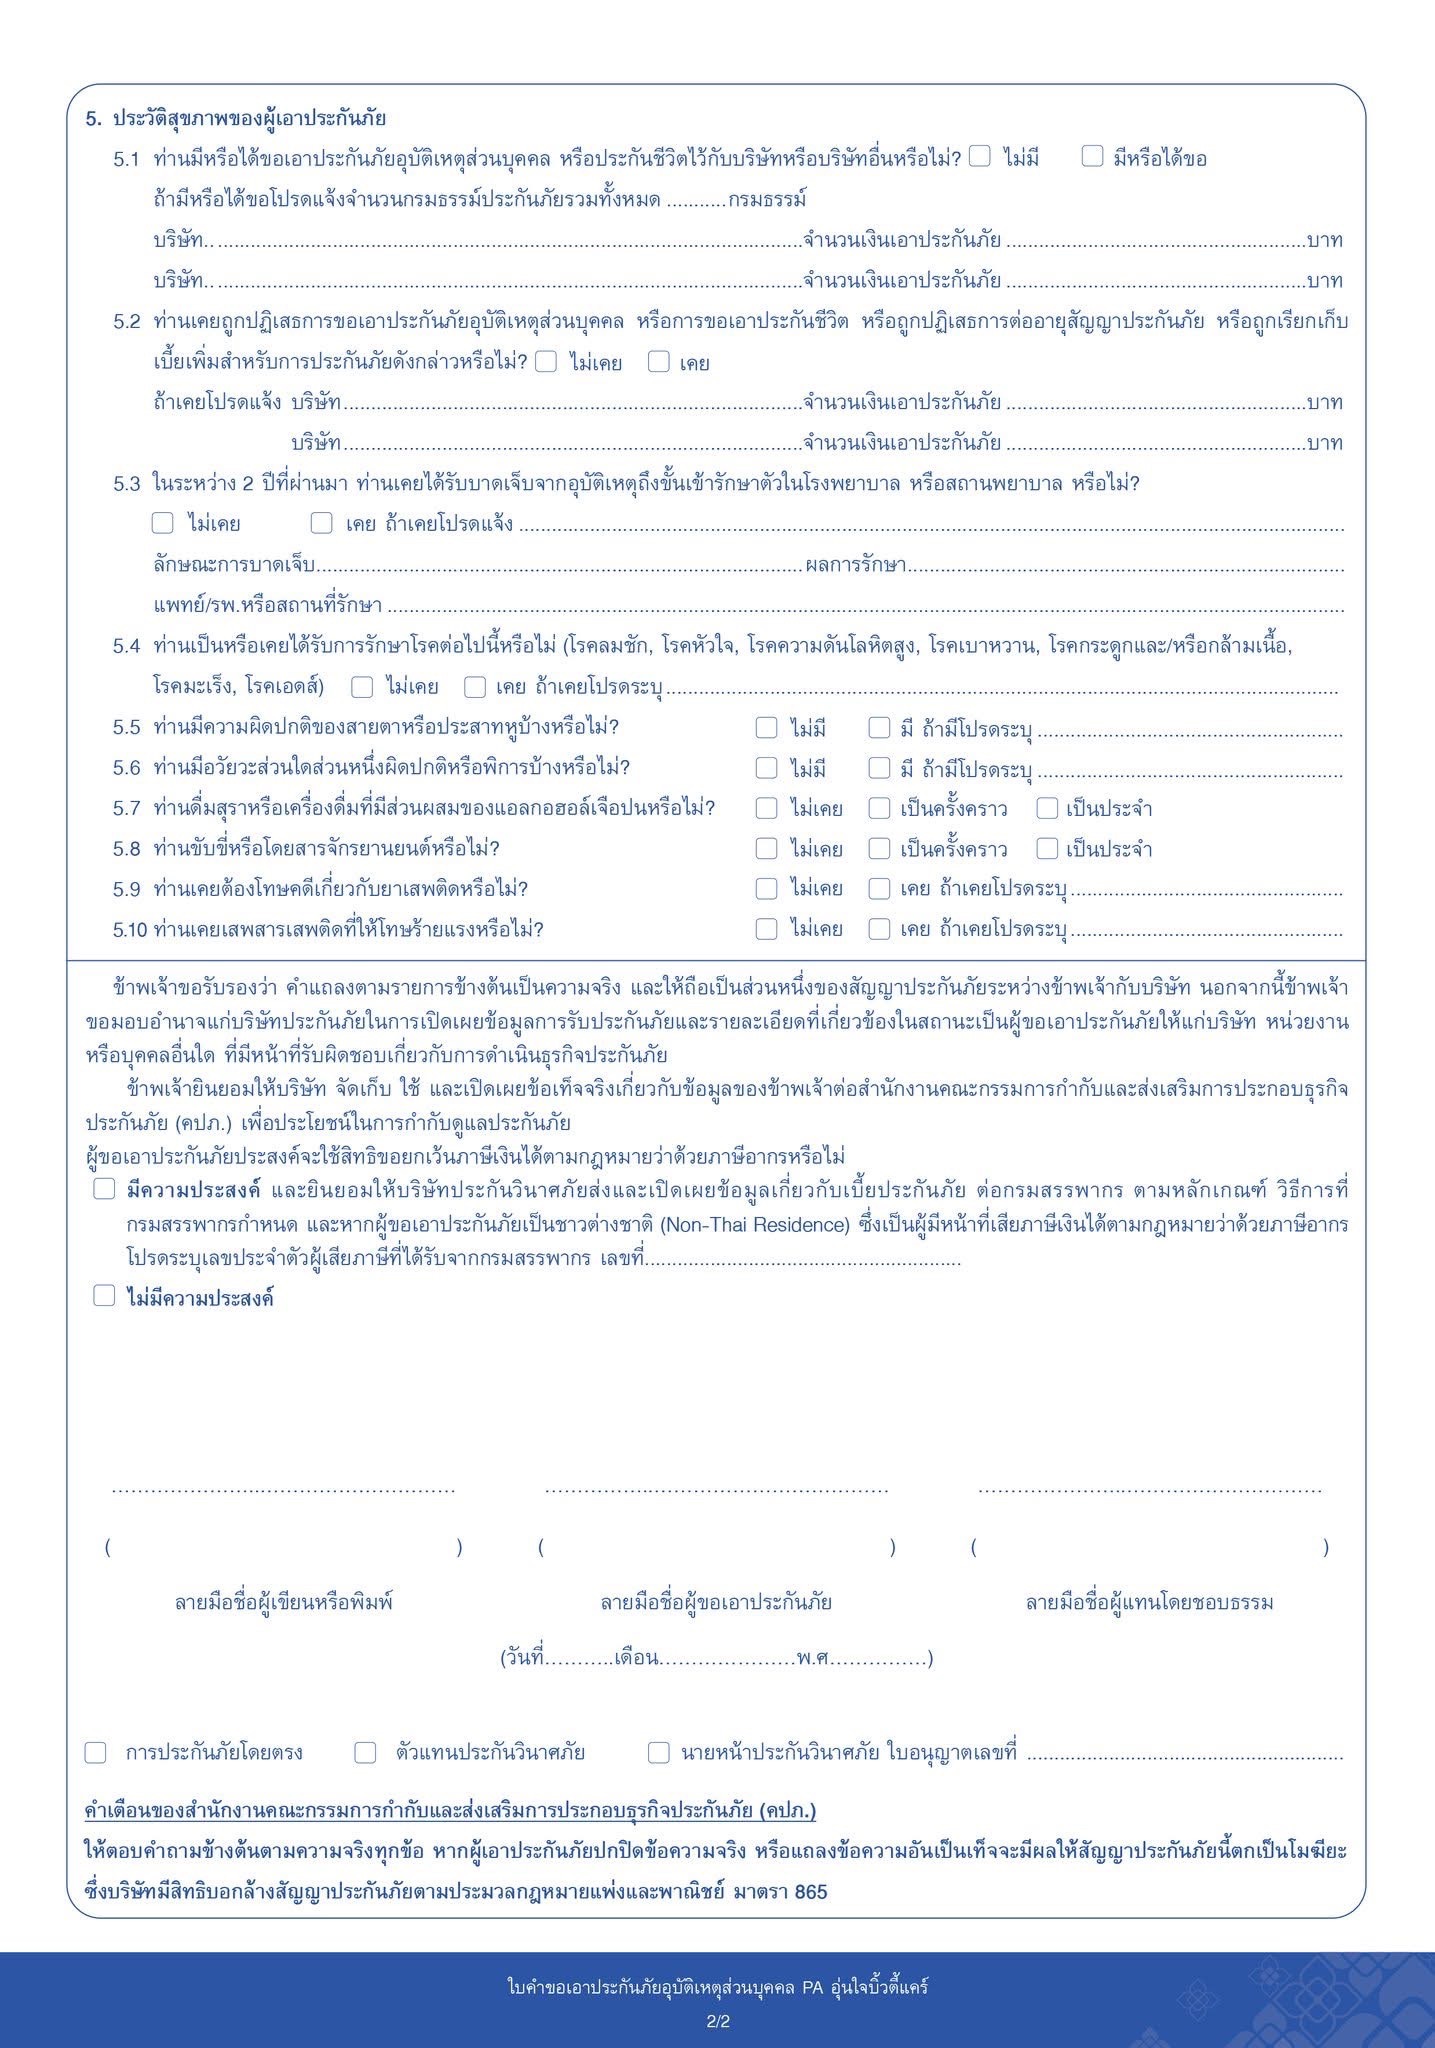 5. ประวัติสุขภาพของผู้เอาประกันภัย
5.1 ท่านมีหรือได้ขอเอาประกันภัยอุบัติเหตุส่วนบุคคล หรือประกันชีวิตไว้กับบริษัทหรือบริษัทอื่นหรือไม่? ไม่มี มีหรือได้ขอ
ถ้ามีหรือได้ขอโปรดแจ้งจำนวนกรมธรรม์ประกันภัยรวมทั้งหมด ...........กรมธรรม์
บริษัท.. ..........................................................................................................จำนวนเงินเอาประกันภัย .......................................................บาท
บริษัท.. ..........................................................................................................จำนวนเงินเอาประกันภัย .......................................................บาท
5.2 ท่านเคยถูกปฏิเสธการขอเอาประกันภัยอุบัติเหตุส่วนบุคคล หรือการขอเอาประกันชีวิต หรือถูกปฏิเสธการต่ออายุสัญญาประกันภัย หรือถูกเรียกเก็บ
เบี้ยเพิ่มสำหรับการประกันภัยดังกล่าวหรือไม่? ไม่เคย เคย
ถ้าเคยโปรดแจ้ง บริษัท....................................................................................จำนวนเงินเอาประกันภัย .......................................................บาท
บริษัท....................................................................................จำนวนเงินเอาประกันภัย .......................................................บาท
5.3 ในระหว่าง 2 ปีที่ผ่านมา ท่านเคยได้รับบาดเจ็บจากอุบัติเหตุถึงขั้นเข้ารักษาตัวในโรงพยาบาล หรือสถานพยาบาล หรือไม่?
ไม่เคย เคย ถ้าเคยโปรดแจ้ง ........................................................................................................................................................
ลักษณะการบาดเจ็บ.........................................................................................ผลการรักษา................................................................................
แพทย์/รพ.หรือสถานที่รักษา ................................................................................................................................................................................
5.4 ท่านเป็นหรือเคยได้รับการรักษาโรคต่อไปนี้หรือไม่ (โรคลมชัก, โรคหัวใจ, โรคความดันโลหิตสูง, โรคเบาหวาน, โรคกระดูกและ/หรือกล้ามเนื้อ,
โรคมะเร็ง, โรคเอดส์) ไม่เคย เคย ถ้าเคยโปรดระบุ...........................................................................................................................
5.5 ท่านมีความผิดปกติของสายตาหรือประสาทหูบ้างหรือไม่? ไม่มี มี ถ้ามีโปรดระบุ ........................................................
5.6 ท่านมีอวัยวะส่วนใดส่วนหนึ่งผิดปกติหรือพิการบ้างหรือไม่? ไม่มี มี ถ้ามีโปรดระบุ ........................................................
5.7 ท่านดื่มสุราหรือเครื่องดื่มที่มีส่วนผสมของแอลกอฮอล์เจือปนหรือไม่? ไม่เคย เป็นครั้งคราว เป็นประจำ
5.8 ท่านขับขี่หรือโดยสารจักรยานยนต์หรือไม่? ไม่เคย เป็นครั้งคราว เป็นประจำ
5.9 ท่านเคยต้องโทษคดีเกี่ยวกับยาเสพติดหรือไม่? ไม่เคย เคย ถ้าเคยโปรดระบุ..................................................
5.10 ท่านเคยเสพสารเสพติดที่ให้โทษร้ายแรงหรือไม่? ไม่เคย เคย ถ้าเคยโปรดระบุ..................................................
ข้าพเจ้าขอรับรองว่า คำแถลงตามรายการข้างต้นเป็นความจริง และให้ถือเป็นส่วนหนึ่งของสัญญาประกันภัยระหว่างข้าพเจ้ากับบริษัท นอกจากนี้ข้าพเจ้า
ขอมอบอำนาจแก่บริษัทประกันภัยในการเปิดเผยข้อมูลการรับประกันภัยและรายละเอียดที่เกี่ยวข้องในสถานะเป็นผู้ขอเอาประกันภัยให้แก่บริษัท หน่วยงาน
หรือบุคคลอื่นใด ที่มีหน้าที่รับผิดชอบเกี่ยวกับการดำเนินธุรกิจประกันภัย
ข้าพเจ้ายินยอมให้บริษัท จัดเก็บ ใช้ และเปิดเผยข้อเท็จจริงเกี่ยวกับข้อมูลของข้าพเจ้าต่อสำนักงานคณะกรรมการกำกับและส่งเสริมการประกอบธุรกิจ
ประกันภัย (คปภ.) เพื่อประโยชน์ในการกำกับดูแลประกันภัย
ผู้ขอเอาประกันภัยประสงค์จะใช้สิทธิขอยกเว้นภาษีเงินได้ตามกฎหมายว่าด้วยภาษีอากรหรือไม่
มีความประสงค์ และยินยอมให้บริษัทประกันวินาศภัยส่งและเปิดเผยข้อมูลเกี่ยวกับเบี้ยประกันภัย ต่อกรมสรรพากร ตามหลักเกณฑ์ วิธีการที่
กรมสรรพากรกำหนด และหากผู้ขอเอาประกันภัยเป็นชาวต่างชาติ (Non-Thai Residence) ซึ่งเป็นผู้มีหน้าที่เสียภาษีเงินได้ตามกฎหมายว่าด้วยภาษีอากร
โปรดระบุเลขประจำตัวผู้เสียภาษีที่ได้รับจากกรมสรรพากร เลขที่..........................................................
ไม่มีความประสงค์
………………….………………………… ……………..……………………………… ………………….…………………………
( ) ( ) ( )
ลายมือชื่อผู้เขียนหรือพิมพ์ ลายมือชื่อผู้ขอเอาประกันภัย ลายมือชื่อผู้แทนโดยชอบธรรม
(วันที่………..เดือน…………………พ.ศ……………)
การประกันภัยโดยตรง ตัวแทนประกันวินาศภัย นายหน้าประกันวินาศภัย ใบอนุญาตเลขที่ ..........................................................
คำเตือนของสำนักงานคณะกรรมการกำกับและส่งเสริมการประกอบธุรกิจประกันภัย (คปภ.)
ให้ตอบคำถามข้างต้นตามความจริงทุกข้อ หากผู้เอาประกันภัยปกปิดข้อความจริง หรือแถลงข้อความอันเป็นเท็จจะมีผลให้สัญญาประกันภัยนี้ตกเป็นโมฆียะ
ซึ่งบริษัทมีสิทธิบอกล้างสัญญาประกันภัยตามประมวลกฎหมายแพ่งและพาณิชย์ มาตรา 865
ใบคำขอเอาประกันภัยอุบัติเหตุส่วนบุคคล PA อุ่นใจบิ้วตี้แคร์
2/2